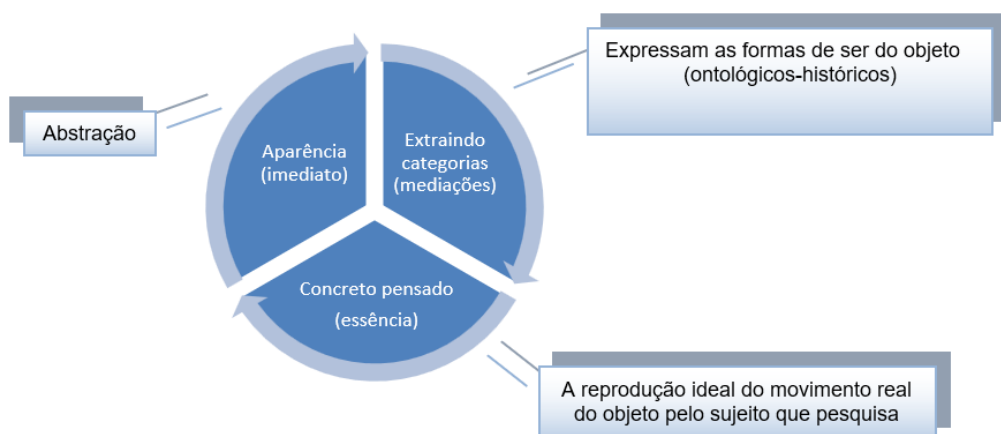 Expressam as formas de ser do objeto
(ontológicos-históricos)
Abstração
Aparência
(imediato)
Extraindo
categorias
(mediações)
Concreto pensado
(essência)
A reprodução ideal do movimento real
do objeto pelo sujeito que pesquisa